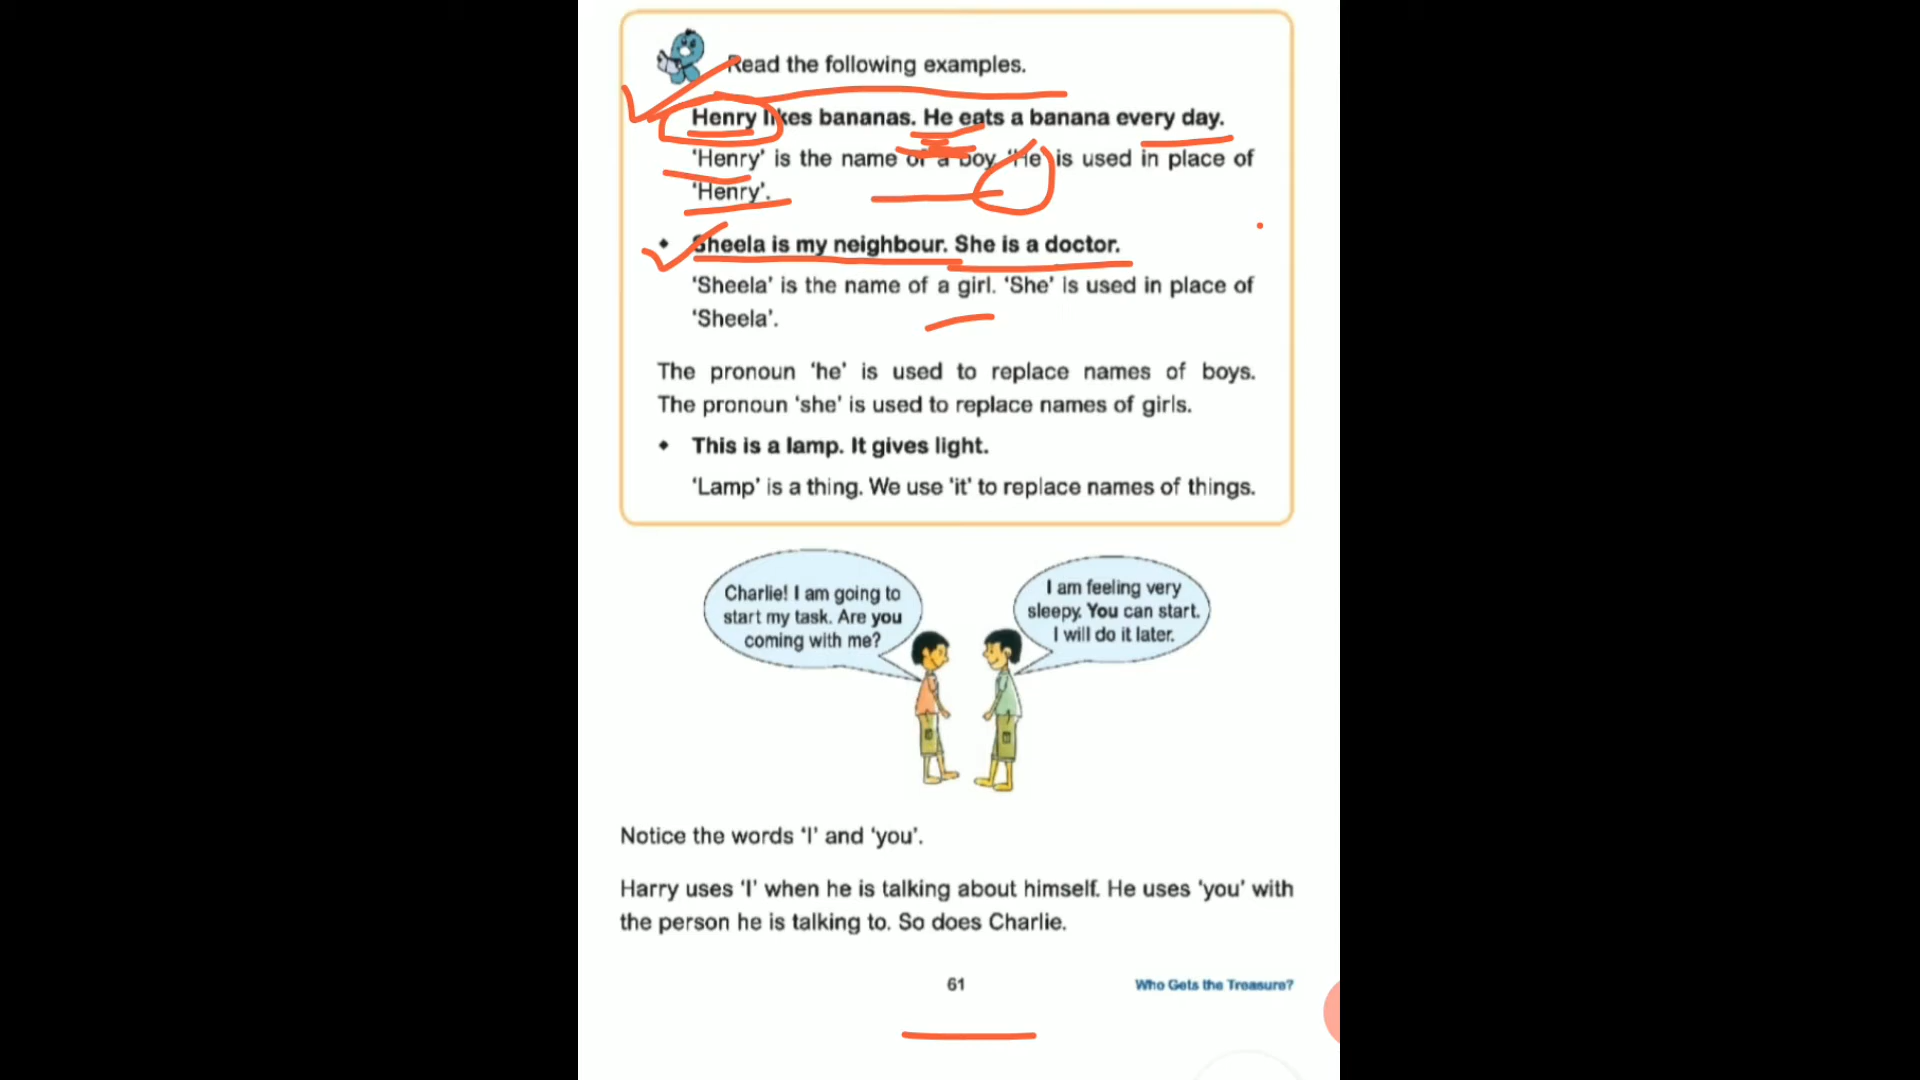 Read the following examples.
Henry likes bananas. He eats a banana every day.
‘Henry’ is the name of a boy. ‘He’ is used in place of
‘Henry’.
Sheela is my neighbour. She is a doctor.
‘Sheela’ is the name of a girl. ‘She’ is used in place of
‘Sheela’.
The pronoun ‘he’ is used to replace names of boys.
The pronoun ‘she’ is used to replace names of girls.
This is a lamp. It gives light.
‘Lamp’ is a thing. We use ‘it’ to replace names of things.
Charlie! I am going to
start my task. Are you
coming with me?
I am feeling very
sleepy. You can start.
I will do it later.
Notice the words ‘I’ and ‘you’.
Harry uses ‘I’ when he is talking about himself. He uses ‘you’ with
the person he is talking to. So does Charlie.
61
Who Gets the Treasure?